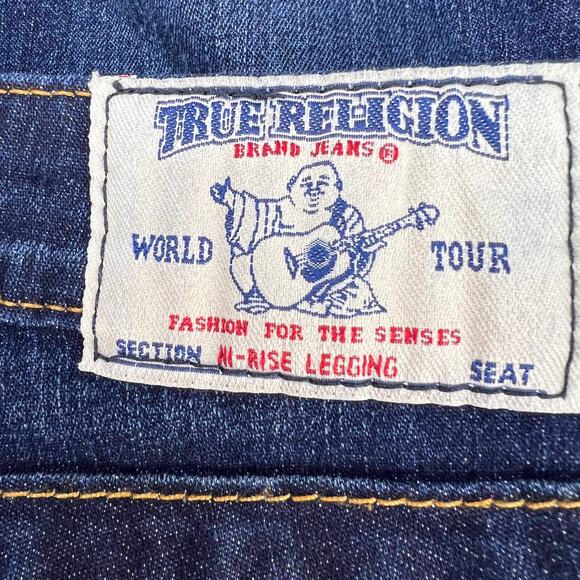 TRUE RELIGION
BRAND JEANS ®
WORLD TOUR
FASHION FOR THE SENSES
SECTION HI-RISE LEGGING SEAT